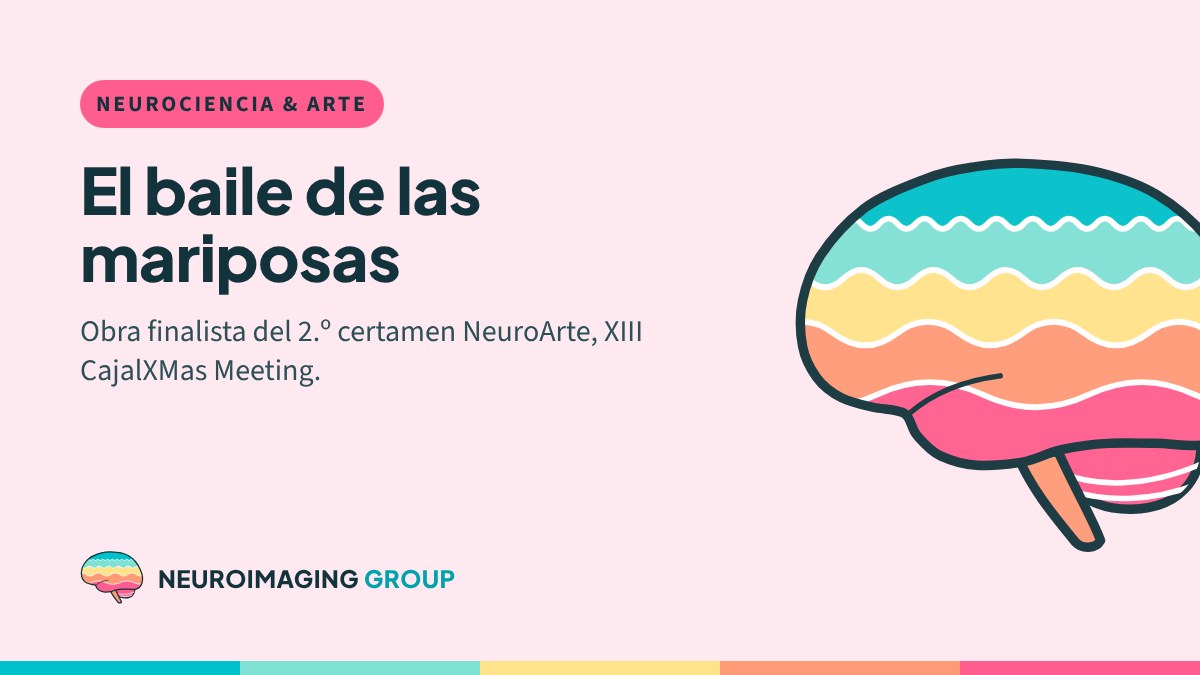 NEUROCIENCIA & ARTE
El baile de las
mariposas
Obra finalista del 2.º certamen NeuroArte, XIII
CajalXMas Meeting.
NEUROIMAGING GROUP